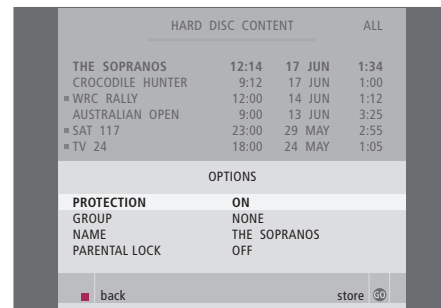 HARD DISC CONTENT ALL
THE SOPRANOS 12:14 17 JUN 1:34
CROCODILE HUNTER 9:12 17 JUN 1:00
WRC RALLY 12:00 14 JUN 1:12
AUSTRALIAN OPEN 9:00 13 JUN 3:25
SAT 117 23:00 29 MAY 2:55
TV 24 18:00 24 MAY 1:05
OPTIONS
PROTECTION ON
GROUP NONE
NAME THE SOPRANOS
PARENTAL LOCK OFF
back store GO